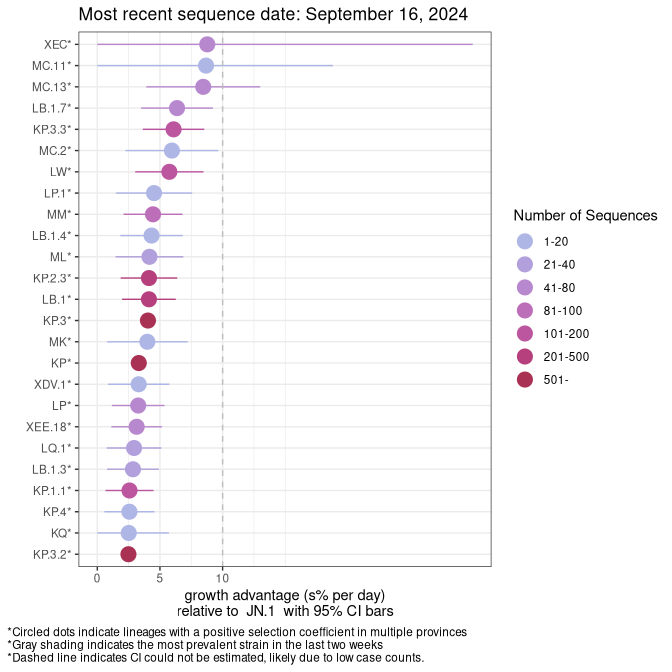 Most recent sequence date: September 16, 2024
XEC*
MC.11*
MC.13*
LB.1.7*
KP.3.3*
MC.2*
LW*
LP.1*
MM*
LB.1.4*
ML*
KP.2.3*
LB.1*
KP.3*
MK*
KP*
XDV.1*
LP*
XEE.18*
LQ.1*
LB.1.3*
KP.1.1*
KP.4*
KQ*
KP.3.2*
0 5 10
growth advantage (s% per day)
relative to JN.1 with 95% CI bars
Number of Sequences
1-20
21-40
41-80
81-100
101-200
201-500
501-
*Circled dots indicate lineages with a positive selection coefficient in multiple provinces
*Gray shading indicates the most prevalent strain in the last two weeks
*Dashed line indicates CI could not be estimated, likely due to low case counts.